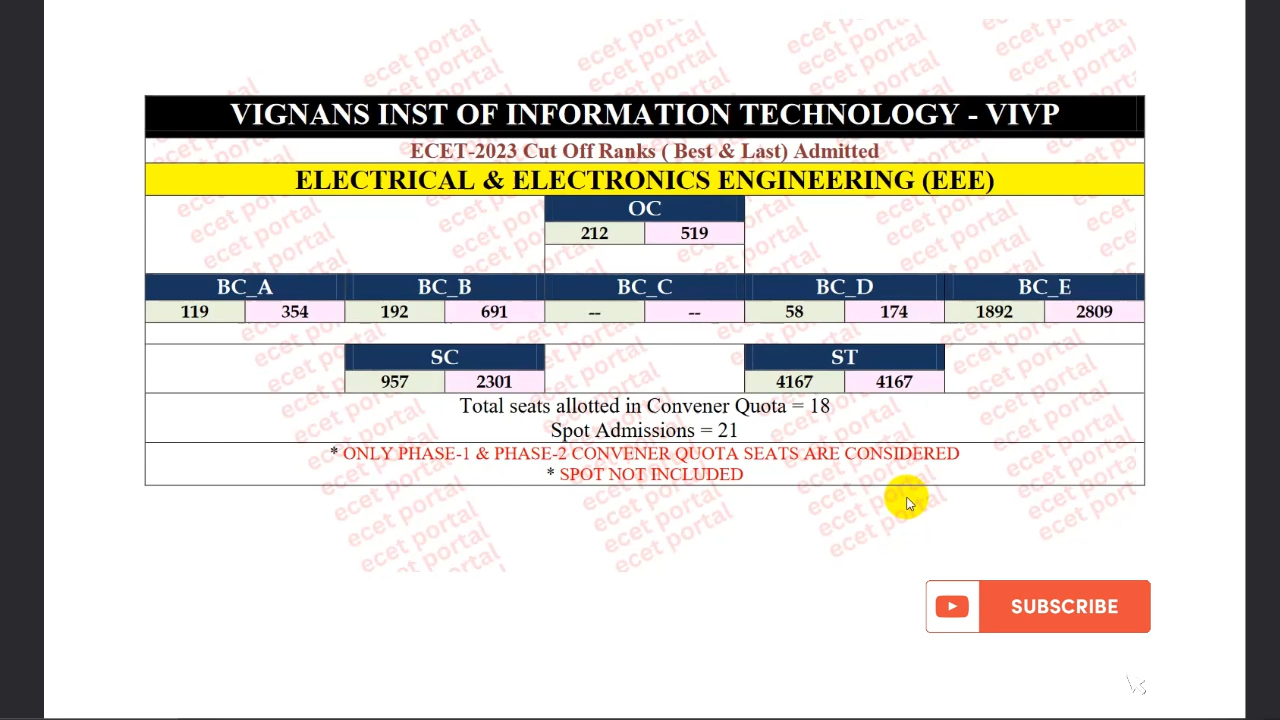 VIGNANS INST OF INFORMATION TECHNOLOGY - VIVP
ECET-2023 Cut Off Ranks ( Best & Last) Admitted
ELECTRICAL & ELECTRONICS ENGINEERING (EEE)
OC
212 519
BC_A BC_B BC_C BC_D BC_E
119 354 192 691 -- -- 58 174 1892 2809
SC ST
957 2301 4167 4167
Total seats allotted in Convener Quota = 18
Spot Admissions = 21
* ONLY PHASE-1 & PHASE-2 CONVENER QUOTA SEATS ARE CONSIDERED
* SPOT NOT INCLUDED
ecet portal
SUBSCRIBE